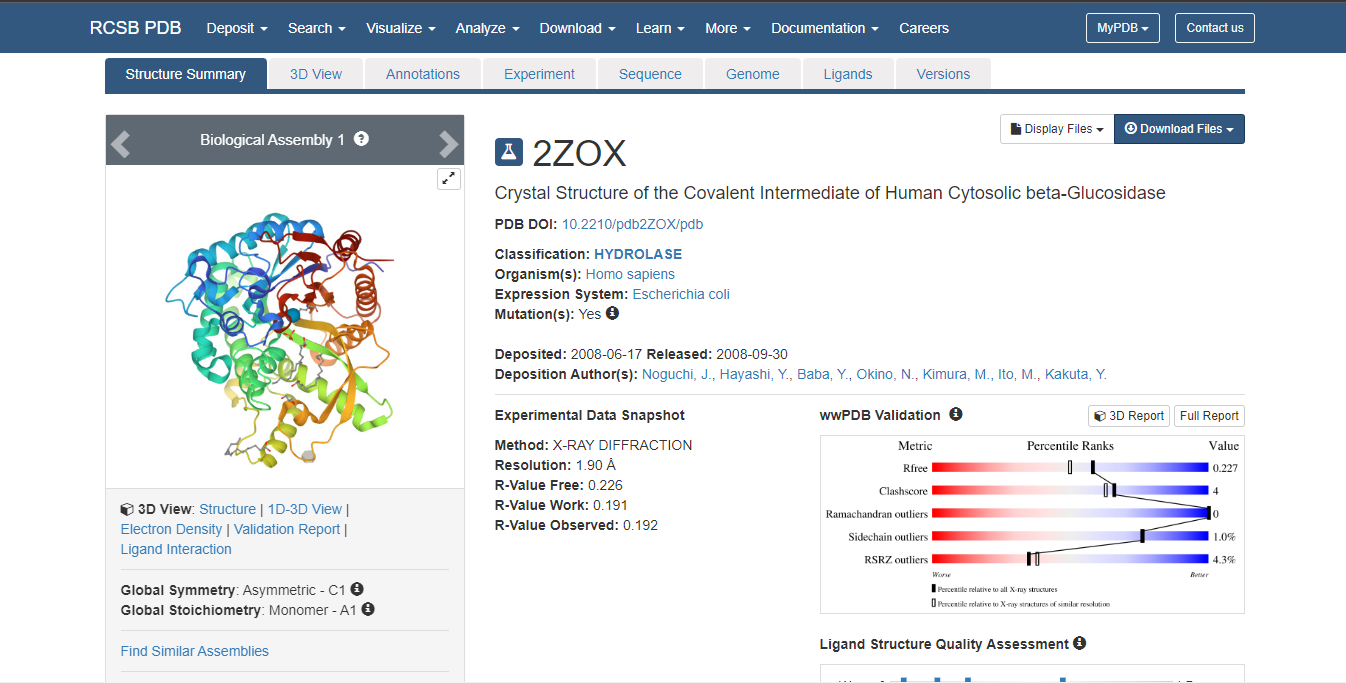 RCSB PDB Deposit Search Visualize Analyze Download Learn More Documentation Careers MyPDB Contact us
Structure Summary 3D View Annotations Experiment Sequence Genome Ligands Versions
Biological Assembly 1 ?
Display Files Download Files
2ZOX
Crystal Structure of the Covalent Intermediate of Human Cytosolic beta-Glucosidase
PDB DOI: 10.2210/pdb2ZOX/pdb
Classification: HYDROLASE
Organism(s): Homo sapiens
Expression System: Escherichia coli
Mutation(s): Yes
Deposited: 2008-06-17 Released: 2008-09-30
Deposition Author(s): Noguchi, J., Hayashi, Y., Baba, Y., Okino, N., Kimura, M., Ito, M., Kakuta, Y.
3D View: Structure | 1D-3D View |
Electron Density | Validation Report |
Ligand Interaction
Global Symmetry: Asymmetric - C1
Global Stoichiometry: Monomer - A1
Find Similar Assemblies
Experimental Data Snapshot
Method: X-RAY DIFFRACTION
Resolution: 1.90 Å
R-Value Free: 0.226
R-Value Work: 0.191
R-Value Observed: 0.192
wwPDB Validation 3D Report Full Report
Metric Percentile Ranks Value
Rfree 0.227
Clashscore 4
Ramachandran outliers 0
Sidechain outliers 1.0%
RSRZ outliers 4.3%
Worse Better
Percentile relative to all X-ray structures
Percentile relative to X-ray structures of similar resolution
Ligand Structure Quality Assessment